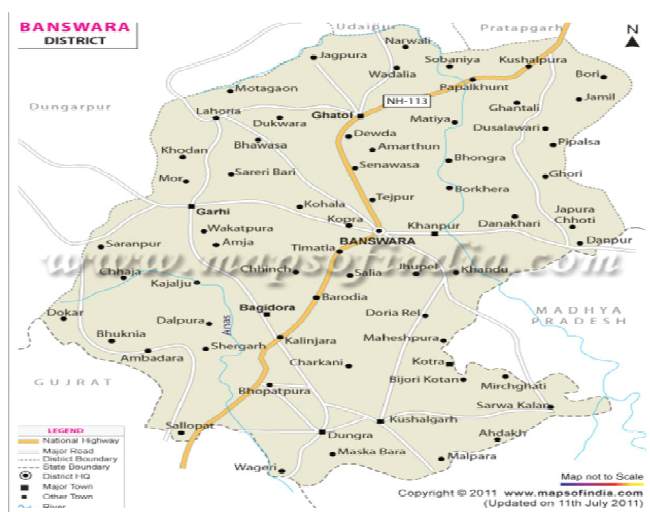 BANSWARA
DISTRICT
Udaipur
Pratapgarh
N
Narwali
Jagpura
Sobaniya
Kushalpura
Wadalia
Bori
Papalkhunt
Motagaon
Jamil
NH-113
Ghantali
Dungarpur
Lahoria
Dukwara
Ghatol
Matiya
Dusalawari
Dewda
Bhawasa
Amarthun
Pipalsa
Khodan
Senawasa
Bhongra
Sareri Bari
Mor
Ghori
Borkhera
Tejpur
Kohala
Garhi
Japura
Chhoti
Kopra
Danakhari
Wakatpura
Khanpur
BANSWARA
Saranpur
Amja
Timatia
Danpur
www.mapsofindia.com
Chhaja
Chhinch
Salia
Jhupel
Khandu
Kajalju
Barodia
MADHYA
PRADESH
Dokar
Bagidora
Doria Rel
Dalpura
Anas
Bhuknia
Maheshpura
Kalinjara
Shergarh
Ambadara
Charkani
Kotra
GUJRAT
Bijori Kotan
Mirchghati
Bhopatpura
Sarwa Kalan
Kushalgarh
Sallopat
Dungra
Ahdakh
Maska Bara
Malpara
Wageri
LEGEND
National Highway
Major Road
District Boundary
State Boundary
District HQ
Major Town
Other Town
River
Map not to Scale
Copyright © 2011 www.mapsofindia.com
(Updated on 11th July 2011)